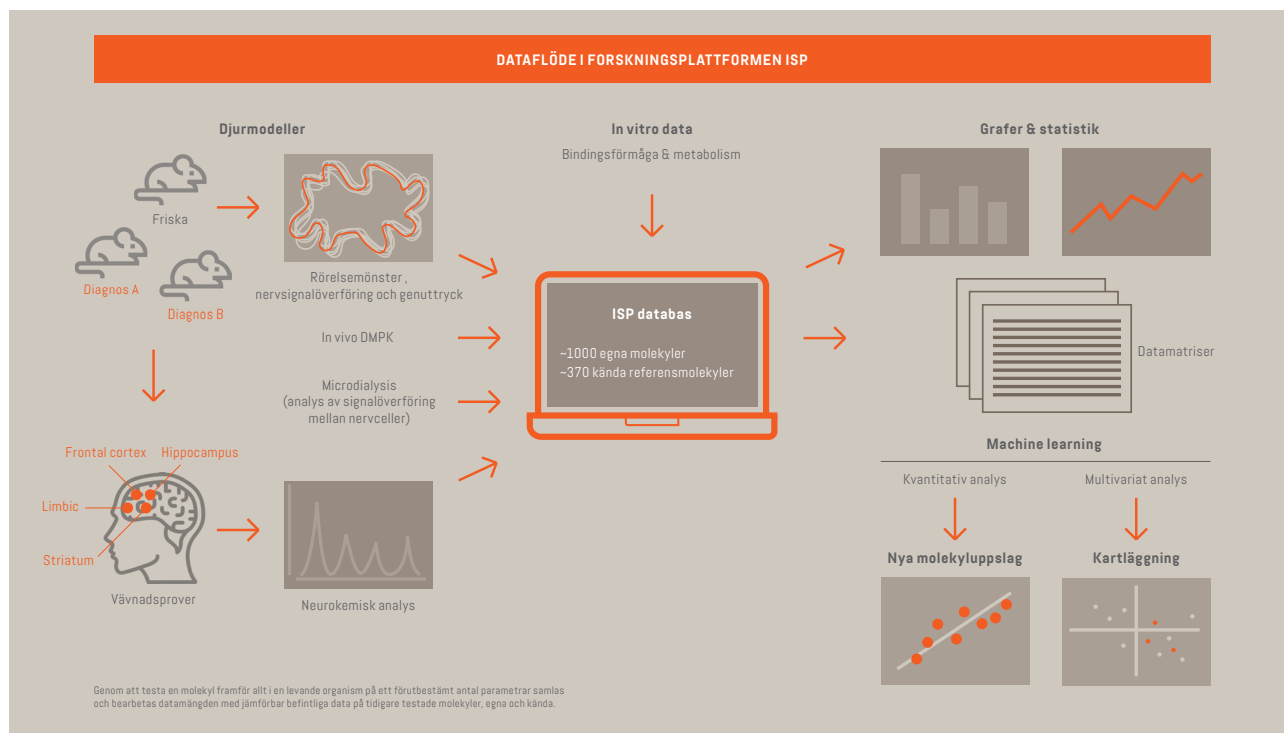 DATAFLÖDE I FORSKNINGSPLATTFORMEN ISP
Djurmodeller
Friska
Diagnos A
Diagnos B
Rörelsemönster ,
nervsignalöverföring och genuttryck
In vivo DMPK
Microdialysis
(analys av signalöverföring
mellan nervceller)
Frontal cortex
Hippocampus
Limbic
Striatum
Vävnadsprover
Neurokemisk analys
In vitro data
Bindingsförmåga & metabolism
ISP databas
~1000 egna molekyler
~370 kända referensmolekyler
Grafer & statistik
Datamatriser
Machine learning
Kvantitativ analys
Multivariat analys
Nya molekyluppslag
Kartläggning
Genom att testa en molekyl framför allt i en levande organism på ett förutbestämt antal parametrar samlas
och bearbetas datamängden med jämförbar befintliga data på tidigare testade molekyler, egna och kända.